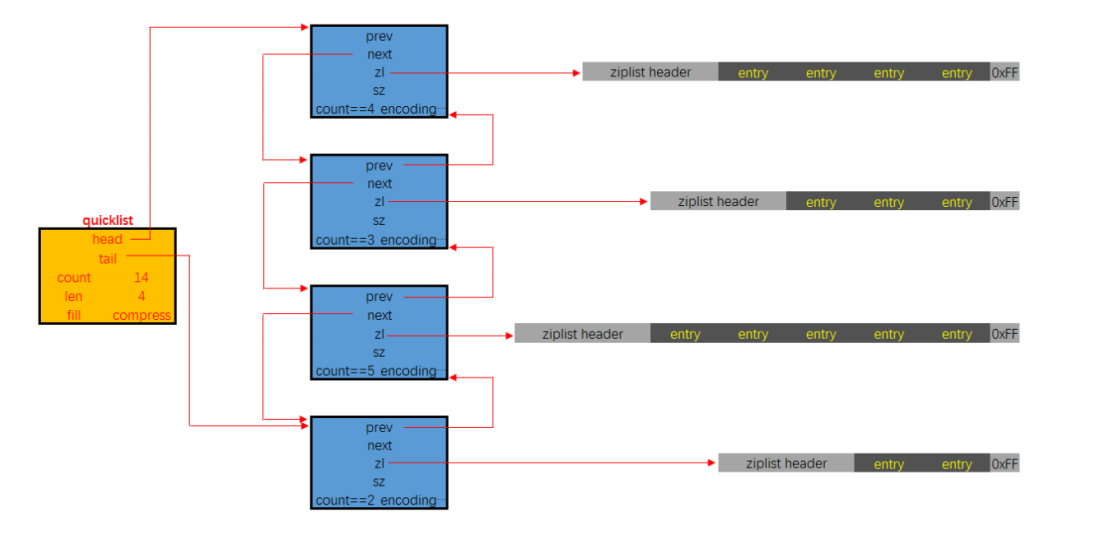 prev
next
zl
sz
count==4 encoding…
ziplist header entry entry entry entry 0xFF
prev
next
zl
sz
count==3 encoding…
ziplist header entry entry entry 0xFF
quicklist
head
tail
count 14
len 4
fill compress
prev
next
zl
sz
count==5 encoding…
ziplist header entry entry entry entry entry 0xFF
prev
next
zl
sz
count==2 encoding…
ziplist header entry entry 0xFF